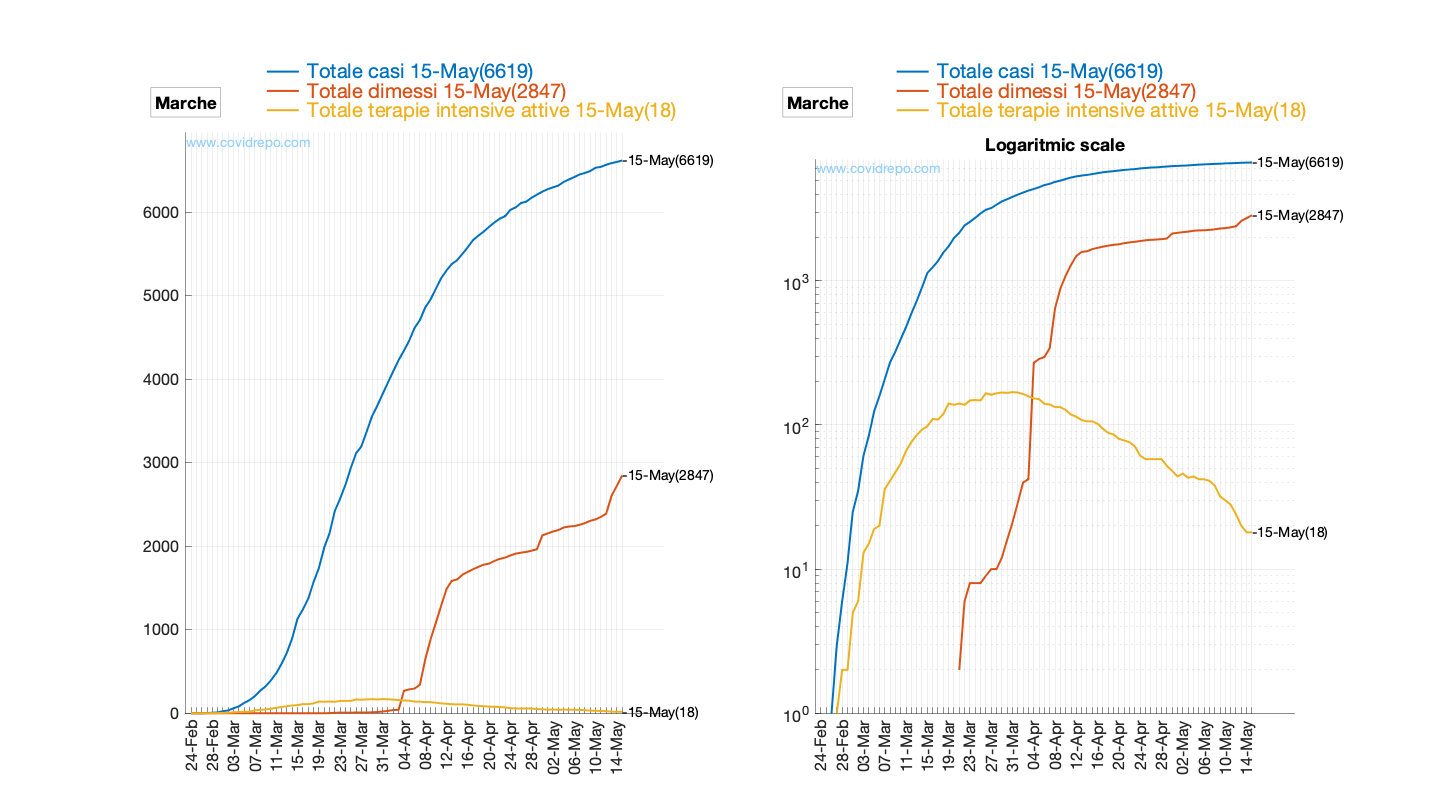 Totale casi 15-May(6619)
Totale dimessi 15-May(2847)
Totale terapie intensive attive 15-May(18)
Marche
www.covidrepo.com
15-May(6619)
15-May(2847)
15-May(18)
6000
5000
4000
3000
2000
1000
0
24-Feb
28-Feb
03-Mar
07-Mar
11-Mar
15-Mar
19-Mar
23-Mar
27-Mar
31-Mar
04-Apr
08-Apr
12-Apr
16-Apr
20-Apr
24-Apr
28-Apr
02-May
06-May
10-May
14-May
Totale casi 15-May(6619)
Totale dimessi 15-May(2847)
Totale terapie intensive attive 15-May(18)
Marche
Logaritmic scale
www.covidrepo.com
15-May(6619)
15-May(2847)
15-May(18)
10^3
10^2
10^1
10^0
24-Feb
28-Feb
03-Mar
07-Mar
11-Mar
15-Mar
19-Mar
23-Mar
27-Mar
31-Mar
04-Apr
08-Apr
12-Apr
16-Apr
20-Apr
24-Apr
28-Apr
02-May
06-May
10-May
14-May